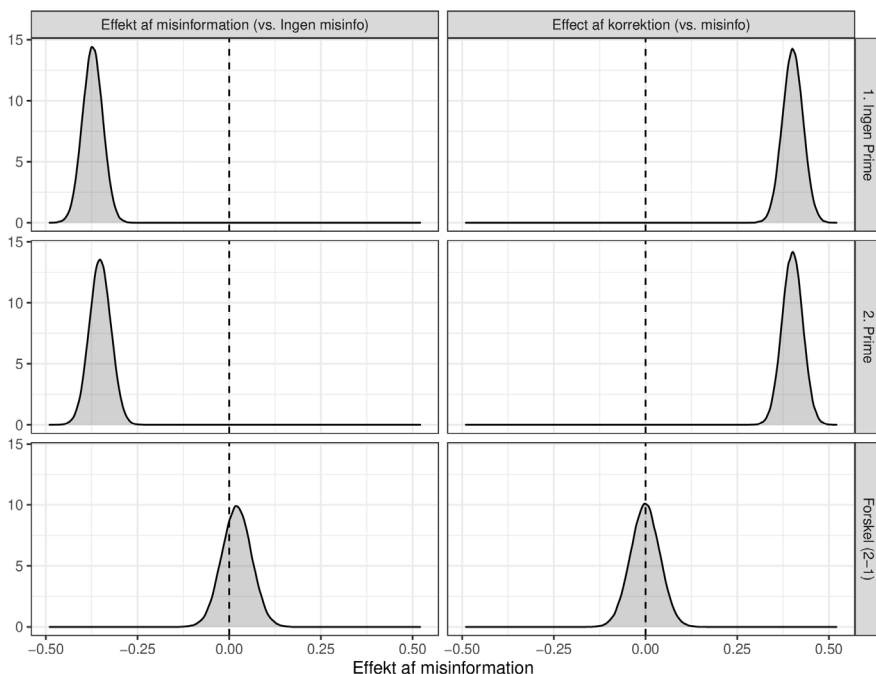 Effekt af misinformation (vs. Ingen misinfo)
Effect af korrektion (vs. misinfo)
15
10
5
0
1. Ingen Prime
15
10
5
0
2. Prime
15
10
5
0
Forskel (2−1)
−0.50 −0.25 0.00 0.25 0.50
−0.50 −0.25 0.00 0.25 0.50
Effekt af misinformation